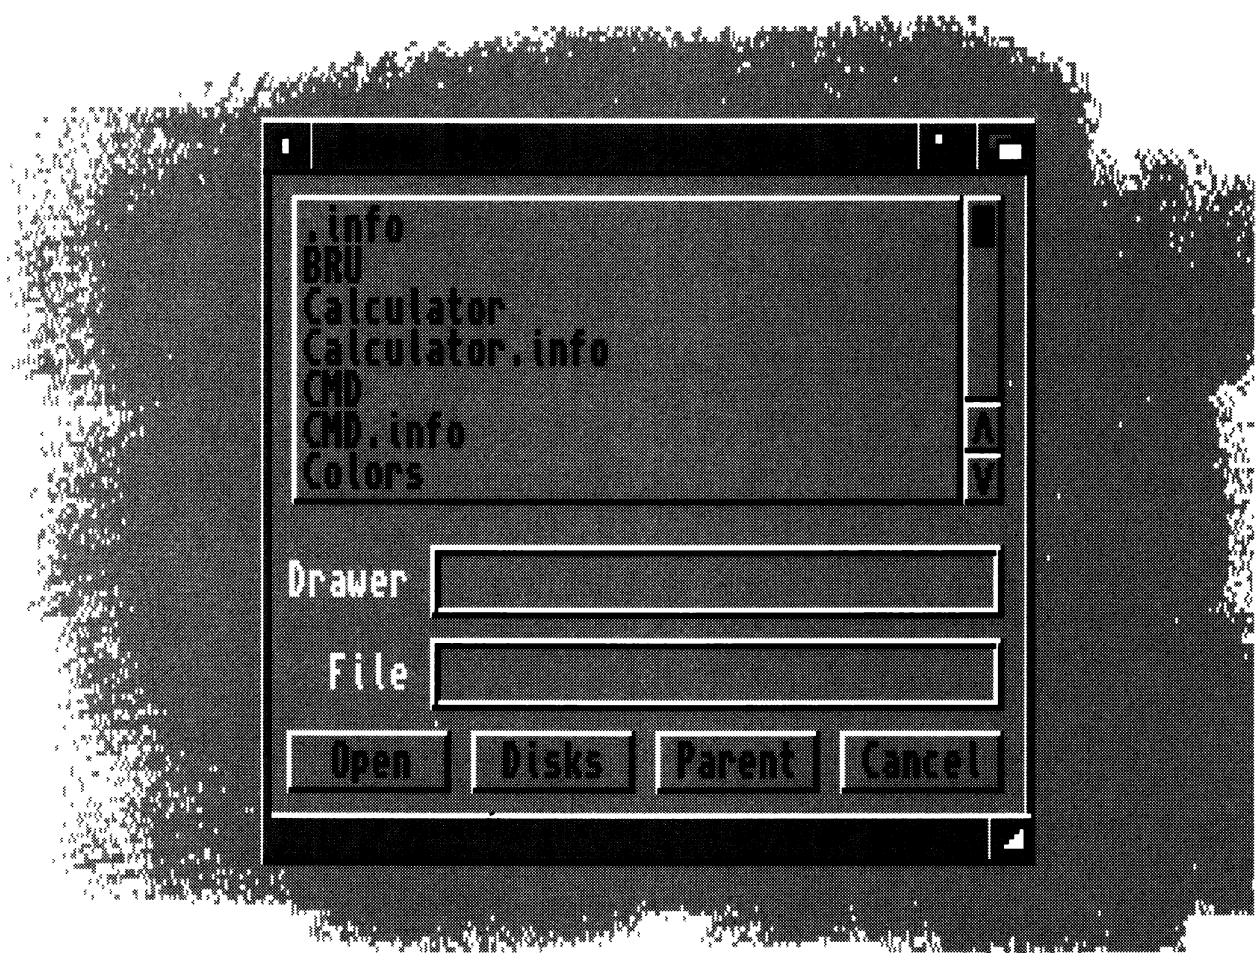 .info
BRU
Calculator
Calculator.info
CMD
CMD.info
Colors
Drawer
File
Open Disks Parent Cancel